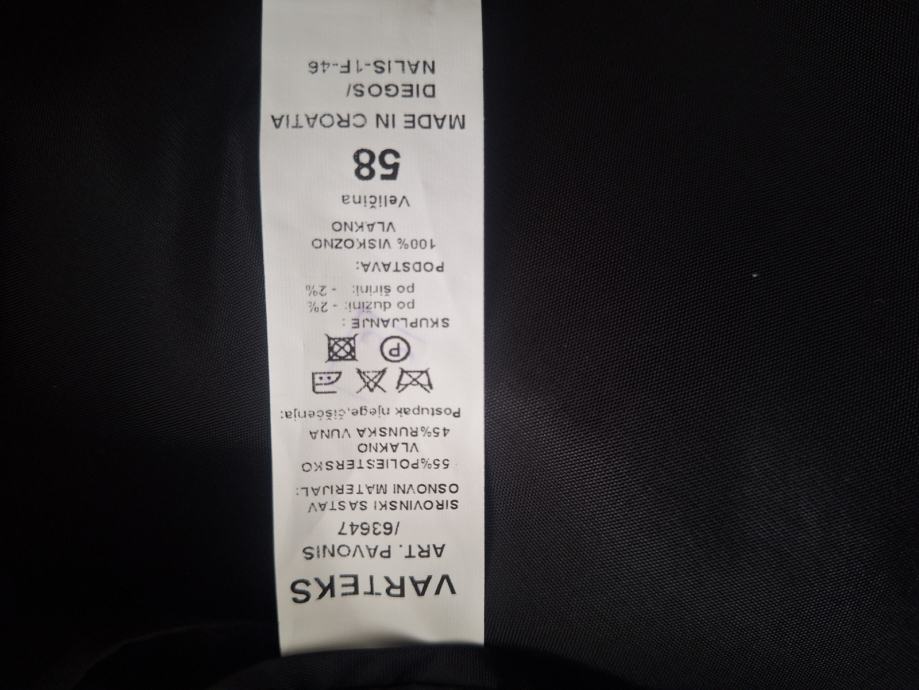 VARTEKS
ART. PAVONIS
/63647
SIROVINSKI SASTAV
OSNOVNI MATERIJAL:
55%POLIESTERSKO
VLAKNO
45%RUNSKA VUNA
Postupak njege,čišćenja:
P
SKUPLJANJE :
po dužini: - 2%
po širini: - 2%
PODSTAVA:
100% VISKOZNO
VLAKNO
Veličina
58
MADE IN CROATIA
DIEGOS/
NALIS-1F-46